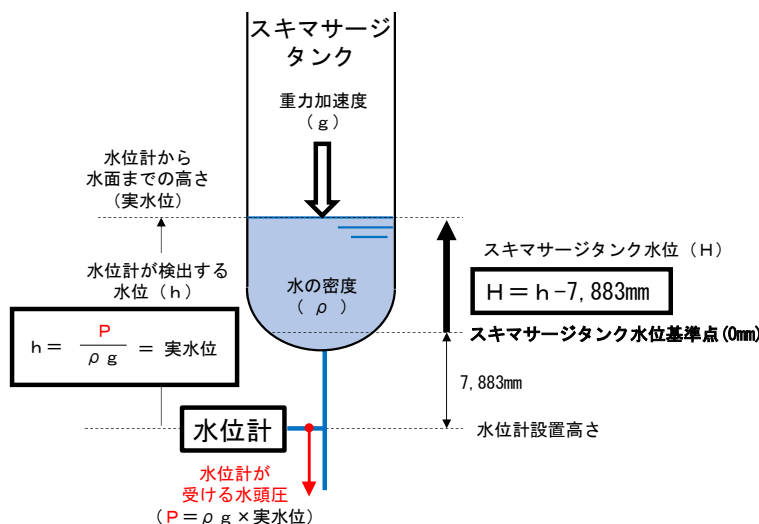 スキマサージ
タンク
重力加速度
(g)
水位計から
水面までの高さ
(実水位)
水位計が検出する
水位(h)
h= P/ρg = 実水位
水の密度
(ρ)
スキマサージタンク水位(H)
H=h-7,883mm
スキマサージタンク水位基準点(0mm)
7,883mm
水位計
水位計設置高さ
水位計が
受ける水頭圧
(P=ρg×実水位)